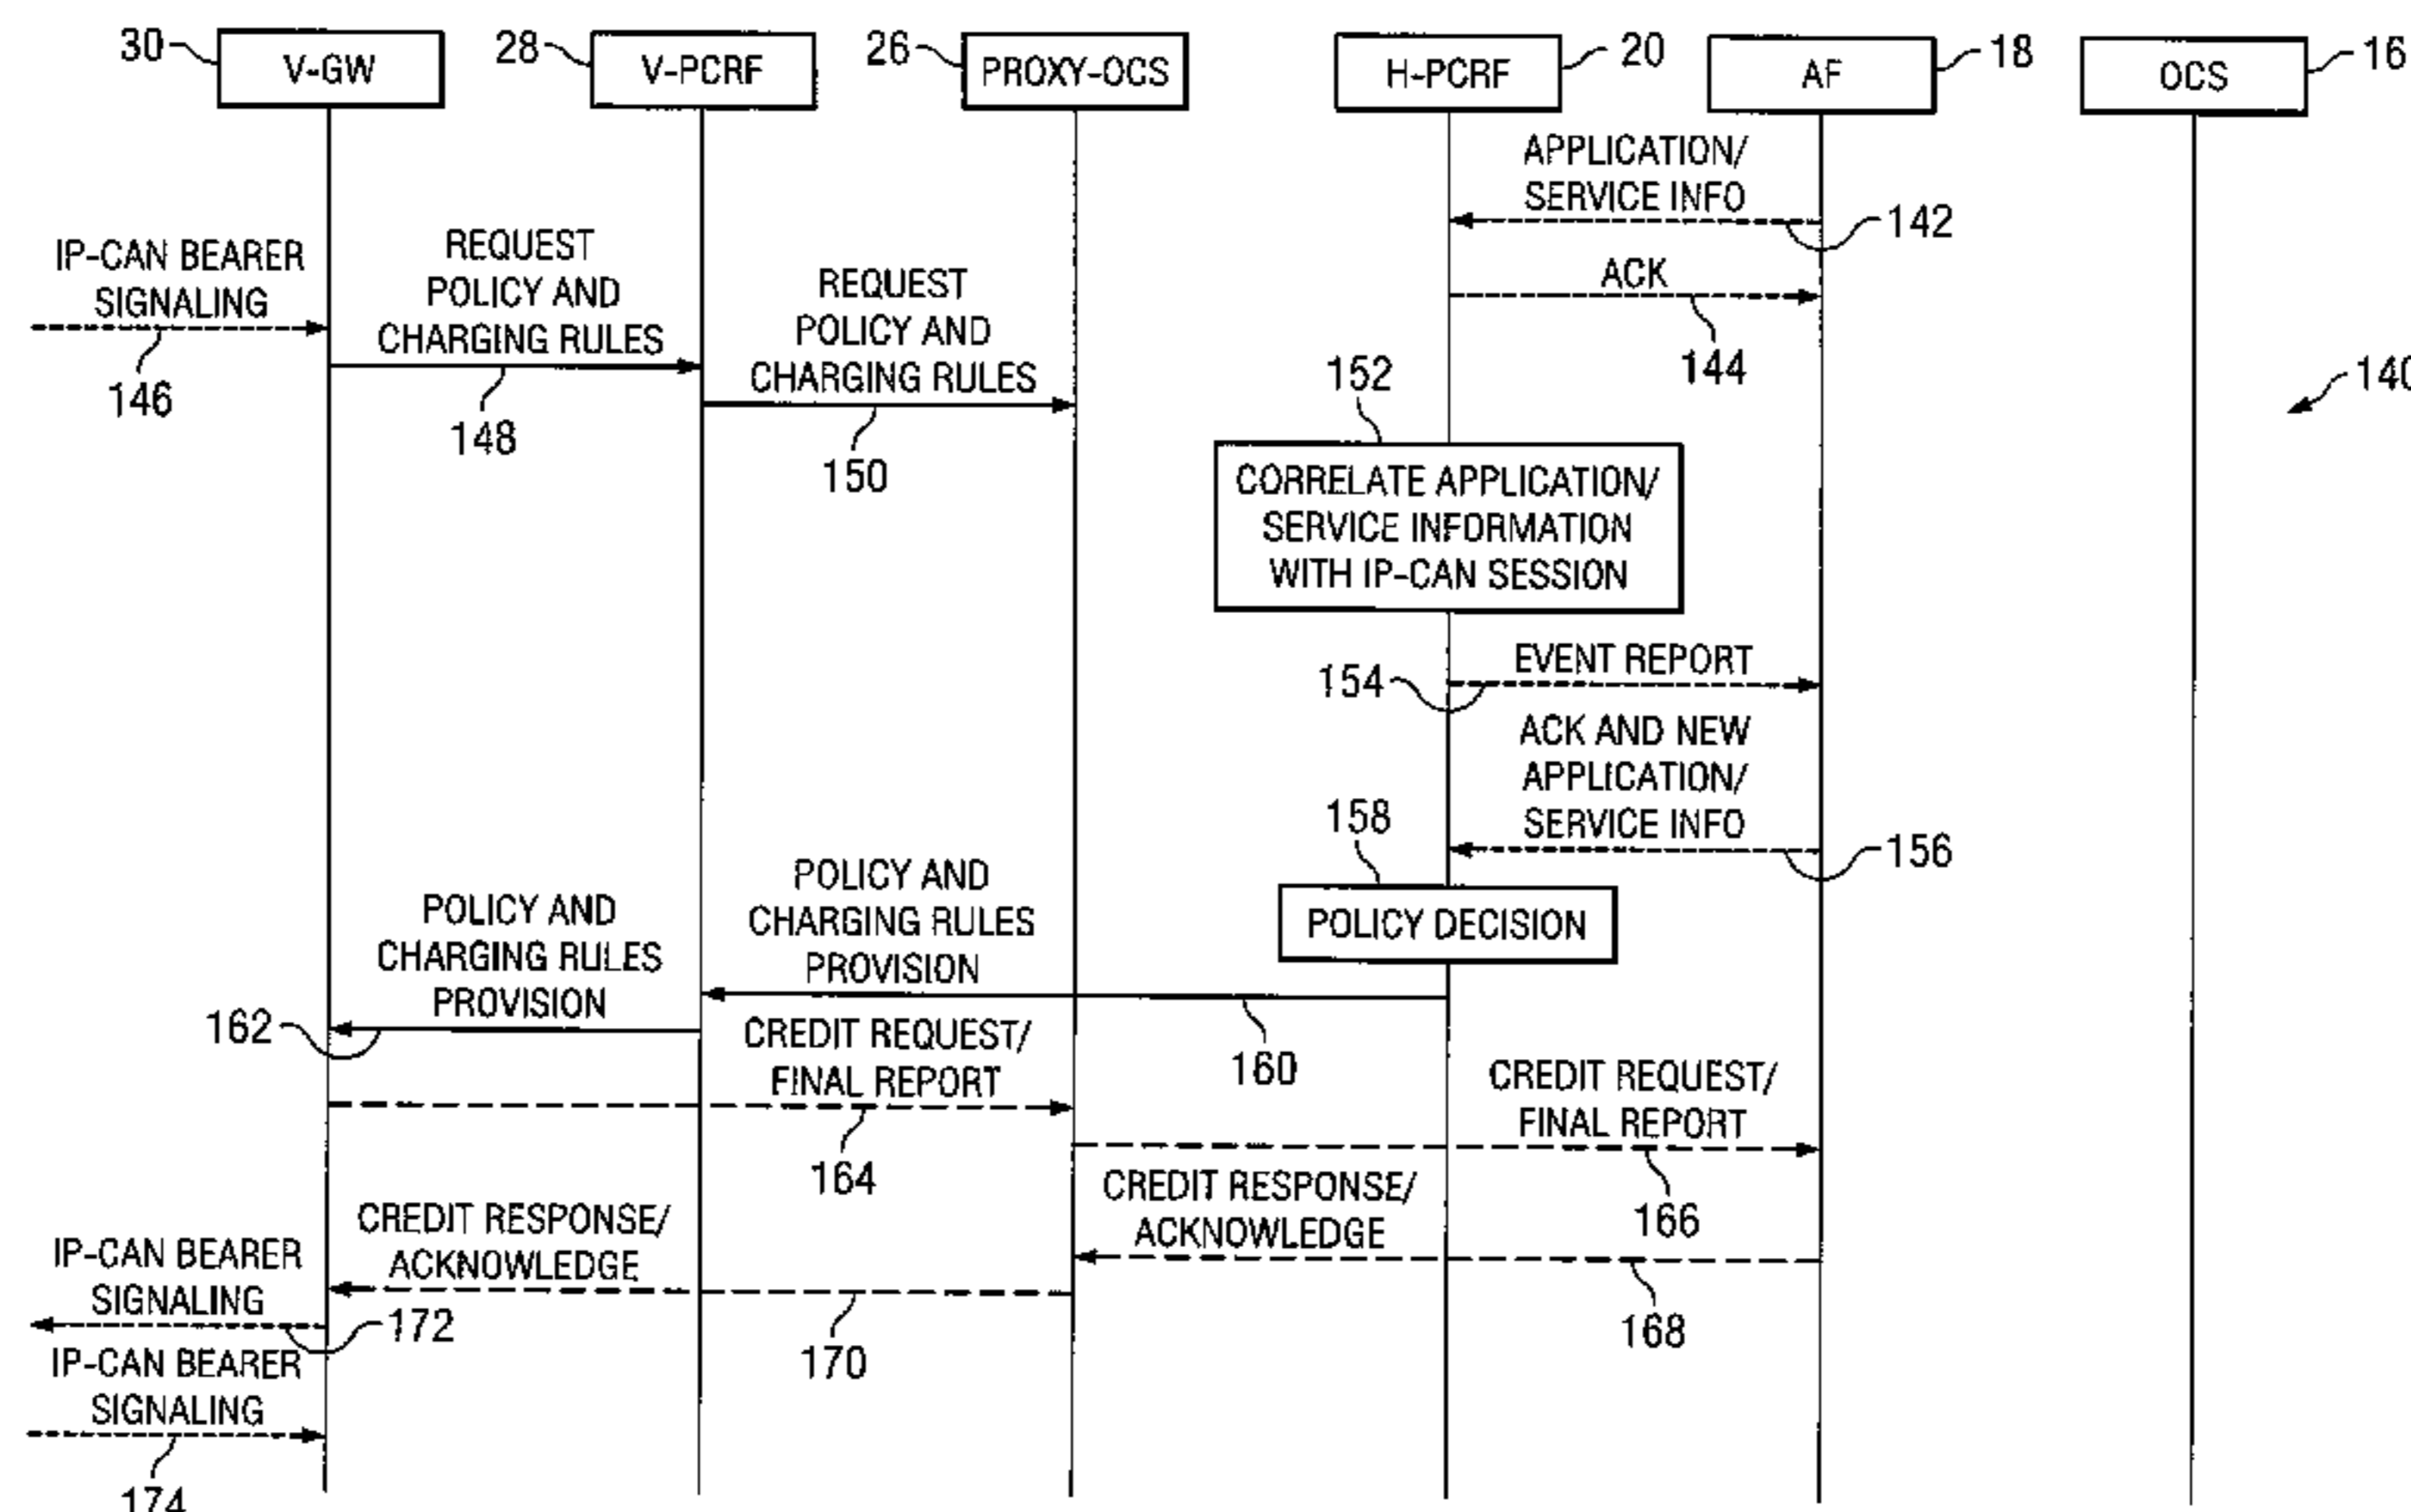 30
V-GW
28
V-PCRF
26
PROXY-OCS
H-PCRF
20
AF
18
OCS
16
APPLICATION/
SERVICE INFO
142
ACK
144
IP-CAN BEARER
SIGNALING
146
REQUEST
POLICY AND
CHARGING RULES
148
REQUEST
POLICY AND
CHARGING RULES
150
140
152
CORRELATE APPLICATION/
SERVICE INFORMATION
WITH IP-CAN SESSION
EVENT REPORT
154
ACK AND NEW
APPLICATION/
SERVICE INFO
156
158
POLICY DECISION
POLICY AND
CHARGING RULES
PROVISION
160
POLICY AND
CHARGING RULES
PROVISION
162
CREDIT REQUEST/
FINAL REPORT
164
CREDIT REQUEST/
FINAL REPORT
166
CREDIT RESPONSE/
ACKNOWLEDGE
168
CREDIT RESPONSE/
ACKNOWLEDGE
170
IP-CAN BEARER
SIGNALING
172
IP-CAN BEARER
SIGNALING
174